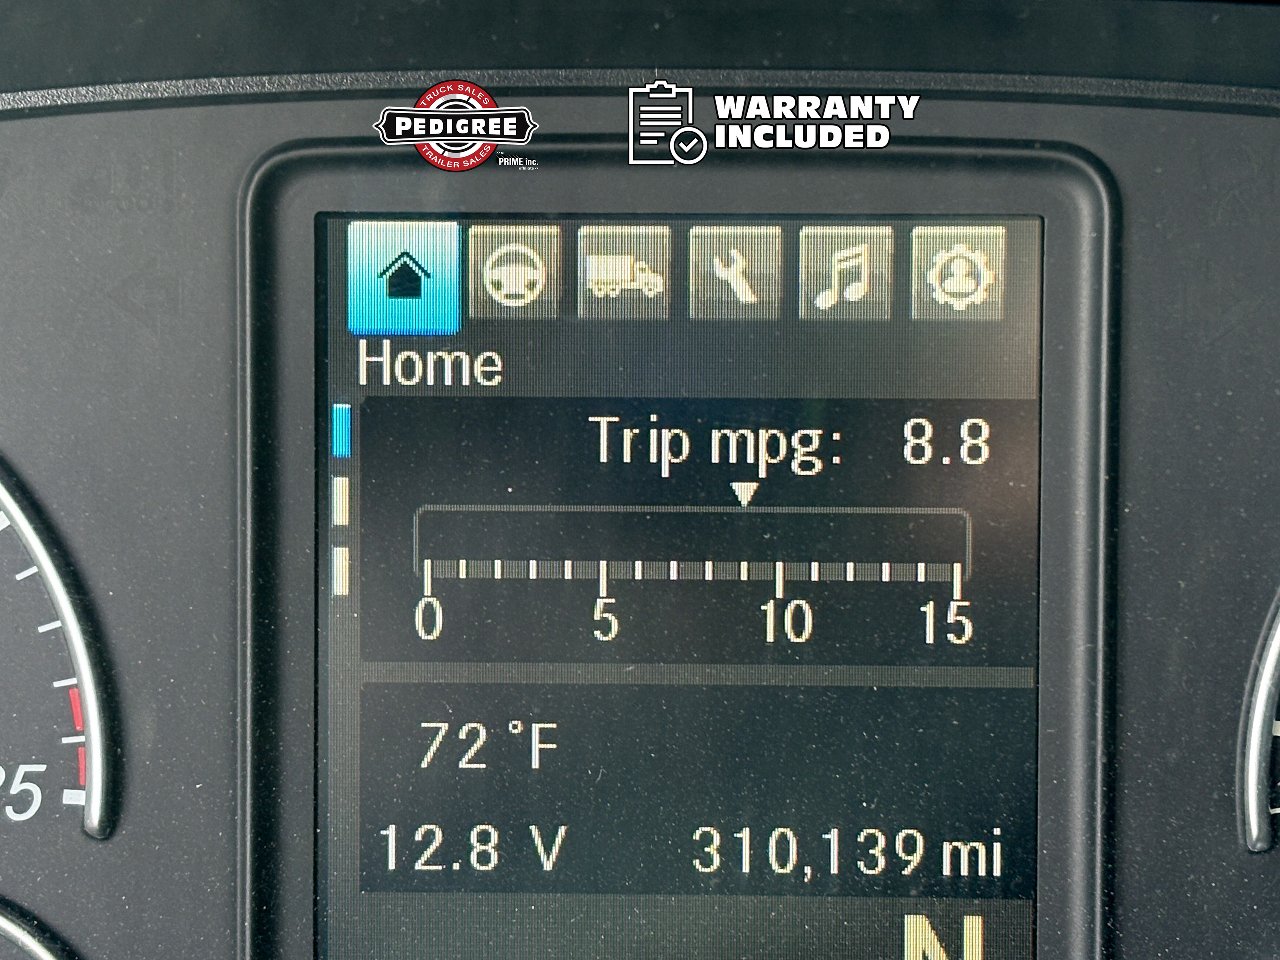 TRUCK SALES
PEDIGREE
TRAILER SALES
PRIME inc.
WARRANTY
INCLUDED
Home
Trip mpg: 8.8
0 5 10 15
72 °F
12.8 V 310,139 mi
N